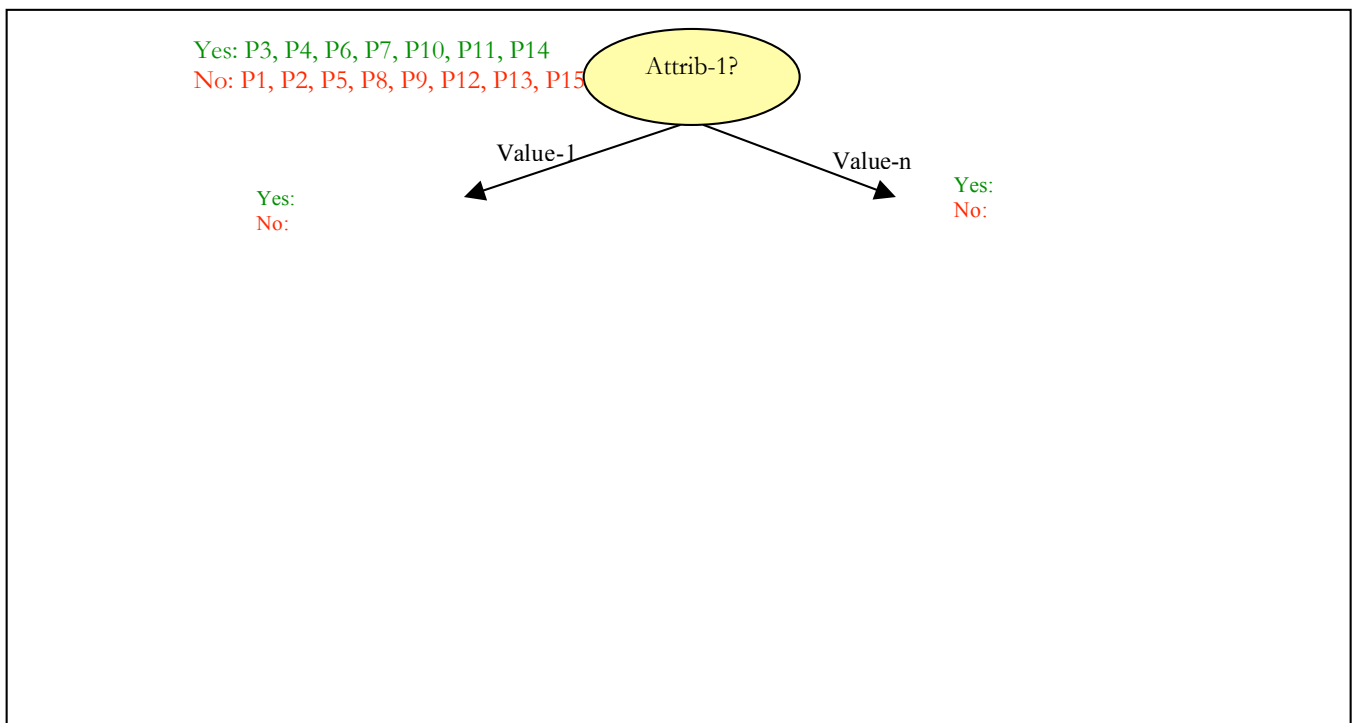 Yes: P3, P4, P6, P7, P10, P11, P14
No: P1, P2, P5, P8, P9, P12, P13, P15
Attrib-1?
Value-1
Value-n
Yes:
No:
Yes:
No: